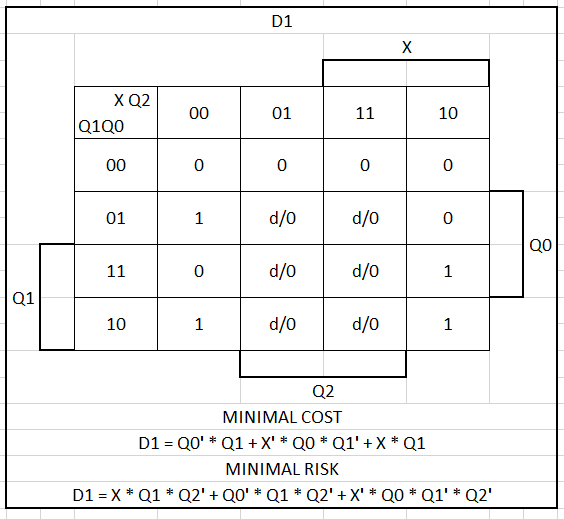 D1
X
X Q2
Q1Q0
00 01 11 10
00 0 0 0 0
01 1 d/0 d/0 0
Q0
11 0 d/0 d/0 1
Q1
10 1 d/0 d/0 1
Q2
MINIMAL COST
D1 = Q0' * Q1 + X' * Q0 * Q1' + X * Q1
MINIMAL RISK
D1 = X * Q1 * Q2' + Q0' * Q1 * Q2' + X' * Q0 * Q1' * Q2'